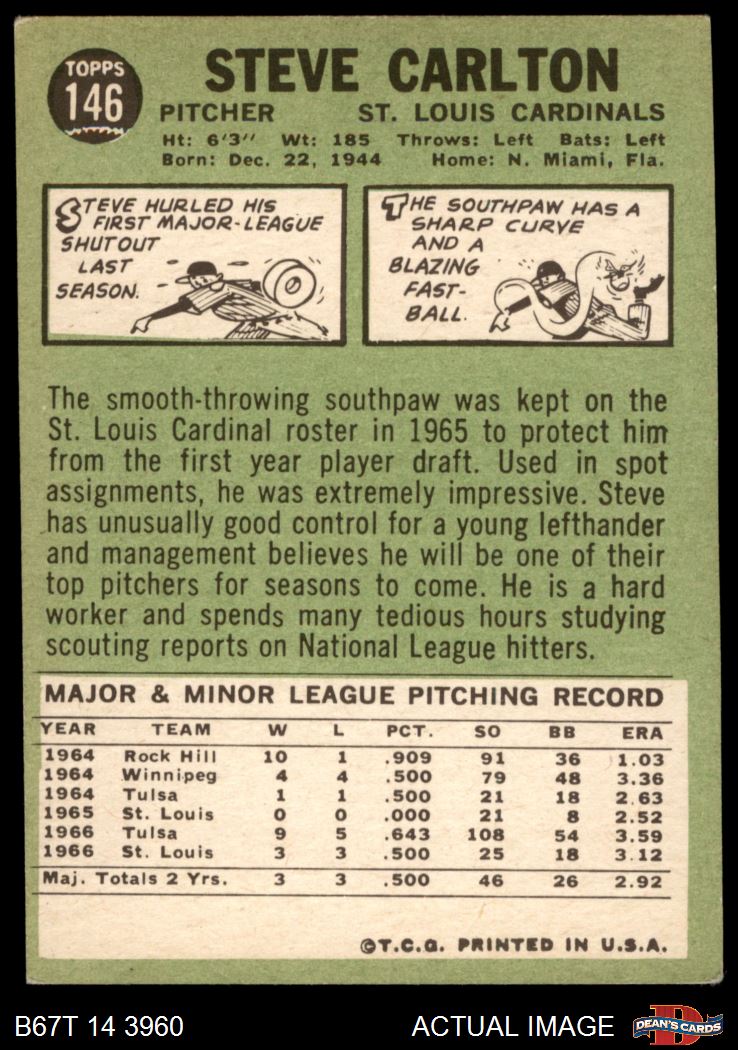 TOPPS
146
STEVE CARLTON
PITCHER ST. LOUIS CARDINALS
Ht: 6'3" Wt: 185 Throws: Left Bats: Left
Born: Dec. 22, 1944 Home: N. Miami, Fla.
STEVE HURLED HIS
FIRST MAJOR-LEAGUE
SHUTOUT
LAST
SEASON.
THE SOUTHPAW HAS A
SHARP CURVE
AND A
BLAZING
FAST-
BALL.
The smooth-throwing southpaw was kept on the
St. Louis Cardinal roster in 1965 to protect him
from the first year player draft. Used in spot
assignments, he was extremely impressive. Steve
has unusually good control for a young lefthander
and management believes he will be one of their
top pitchers for seasons to come. He is a hard
worker and spends many tedious hours studying
scouting reports on National League hitters.
MAJOR & MINOR LEAGUE PITCHING RECORD
YEAR TEAM W L PCT. SO BB ERA
1964 Rock Hill 10 1 .909 91 36 1.03
1964 Winnipeg 4 4 .500 79 48 3.36
1964 Tulsa 1 1 .500 21 18 2.63
1965 St. Louis 0 0 .000 21 8 2.52
1966 Tulsa 9 5 .643 108 54 3.59
1966 St. Louis 3 3 .500 25 18 3.12
Maj. Totals 2 Yrs. 3 3 .500 46 26 2.92
©T.C.G. PRINTED IN U.S.A.
B67T 14 3960 ACTUAL IMAGE
D
DEAN'S CARDS